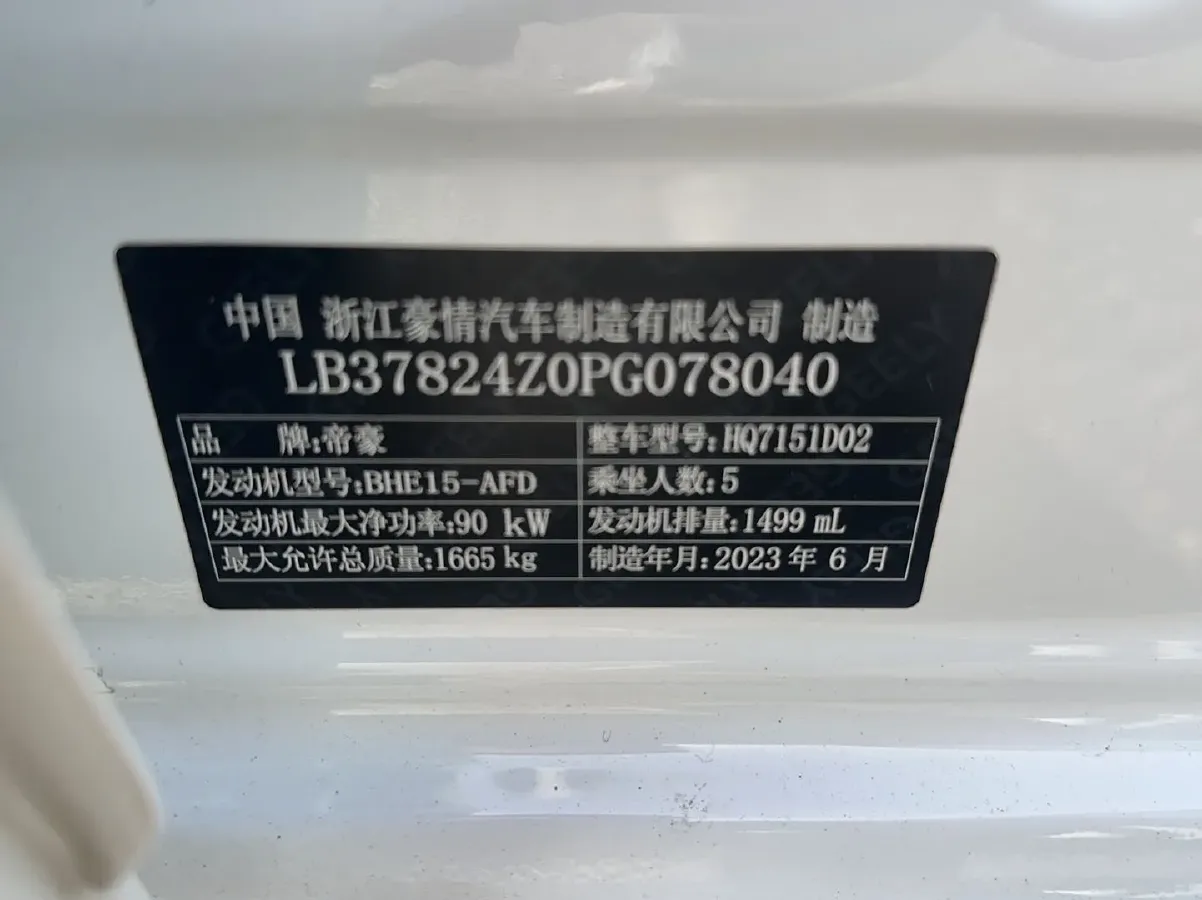 中国 浙江豪情汽车制造有限公司 制造
LB37824Z0PG078040
品 牌:帝豪 整车型号:HQ7151D02
发动机型号:BHE15-AFD 乘坐人数:5
发动机最大净功率:90 kW 发动机排量:1499 mL
最大允许总质量:1665 kg 制造年月:2023 年 6 月